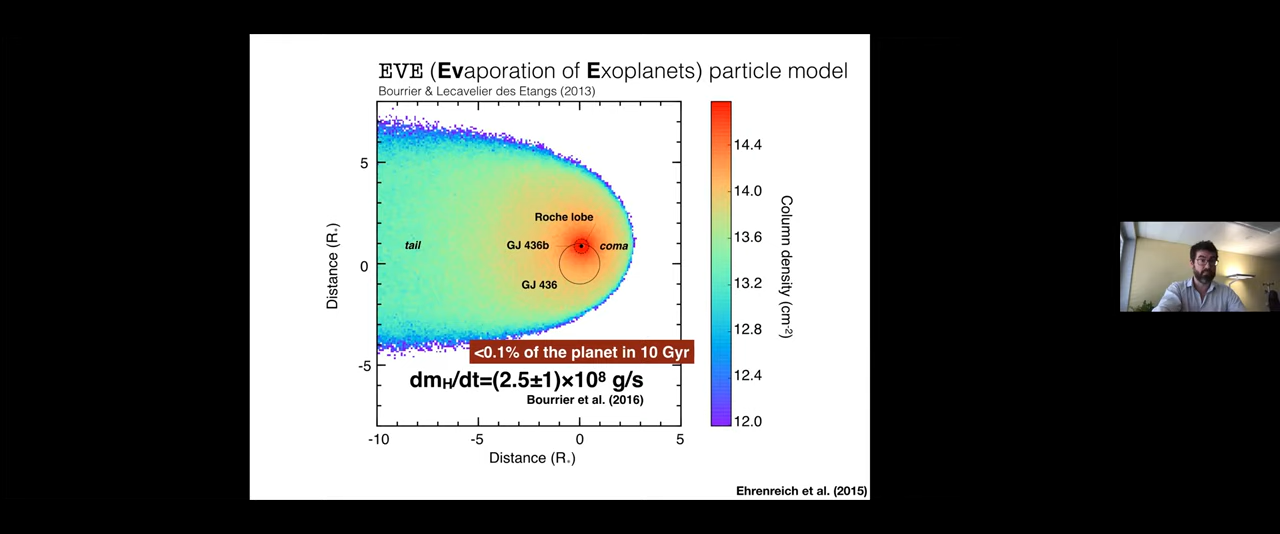 EVE (Evaporation of Exoplanets) particle model
Bourrier & Lecavelier des Etangs (2013)
5
0
-5
Distance (R*)
tail
Roche lobe
GJ 436b
coma
GJ 436
<0.1% of the planet in 10 Gyr
dmH/dt=(2.5±1)×10⁸ g/s
Bourrier et al. (2016)
-10
-5
0
5
Distance (R*)
14.4
14.0
13.6
13.2
12.8
12.4
12.0
Column density (cm⁻²)
Ehrenreich et al. (2015)